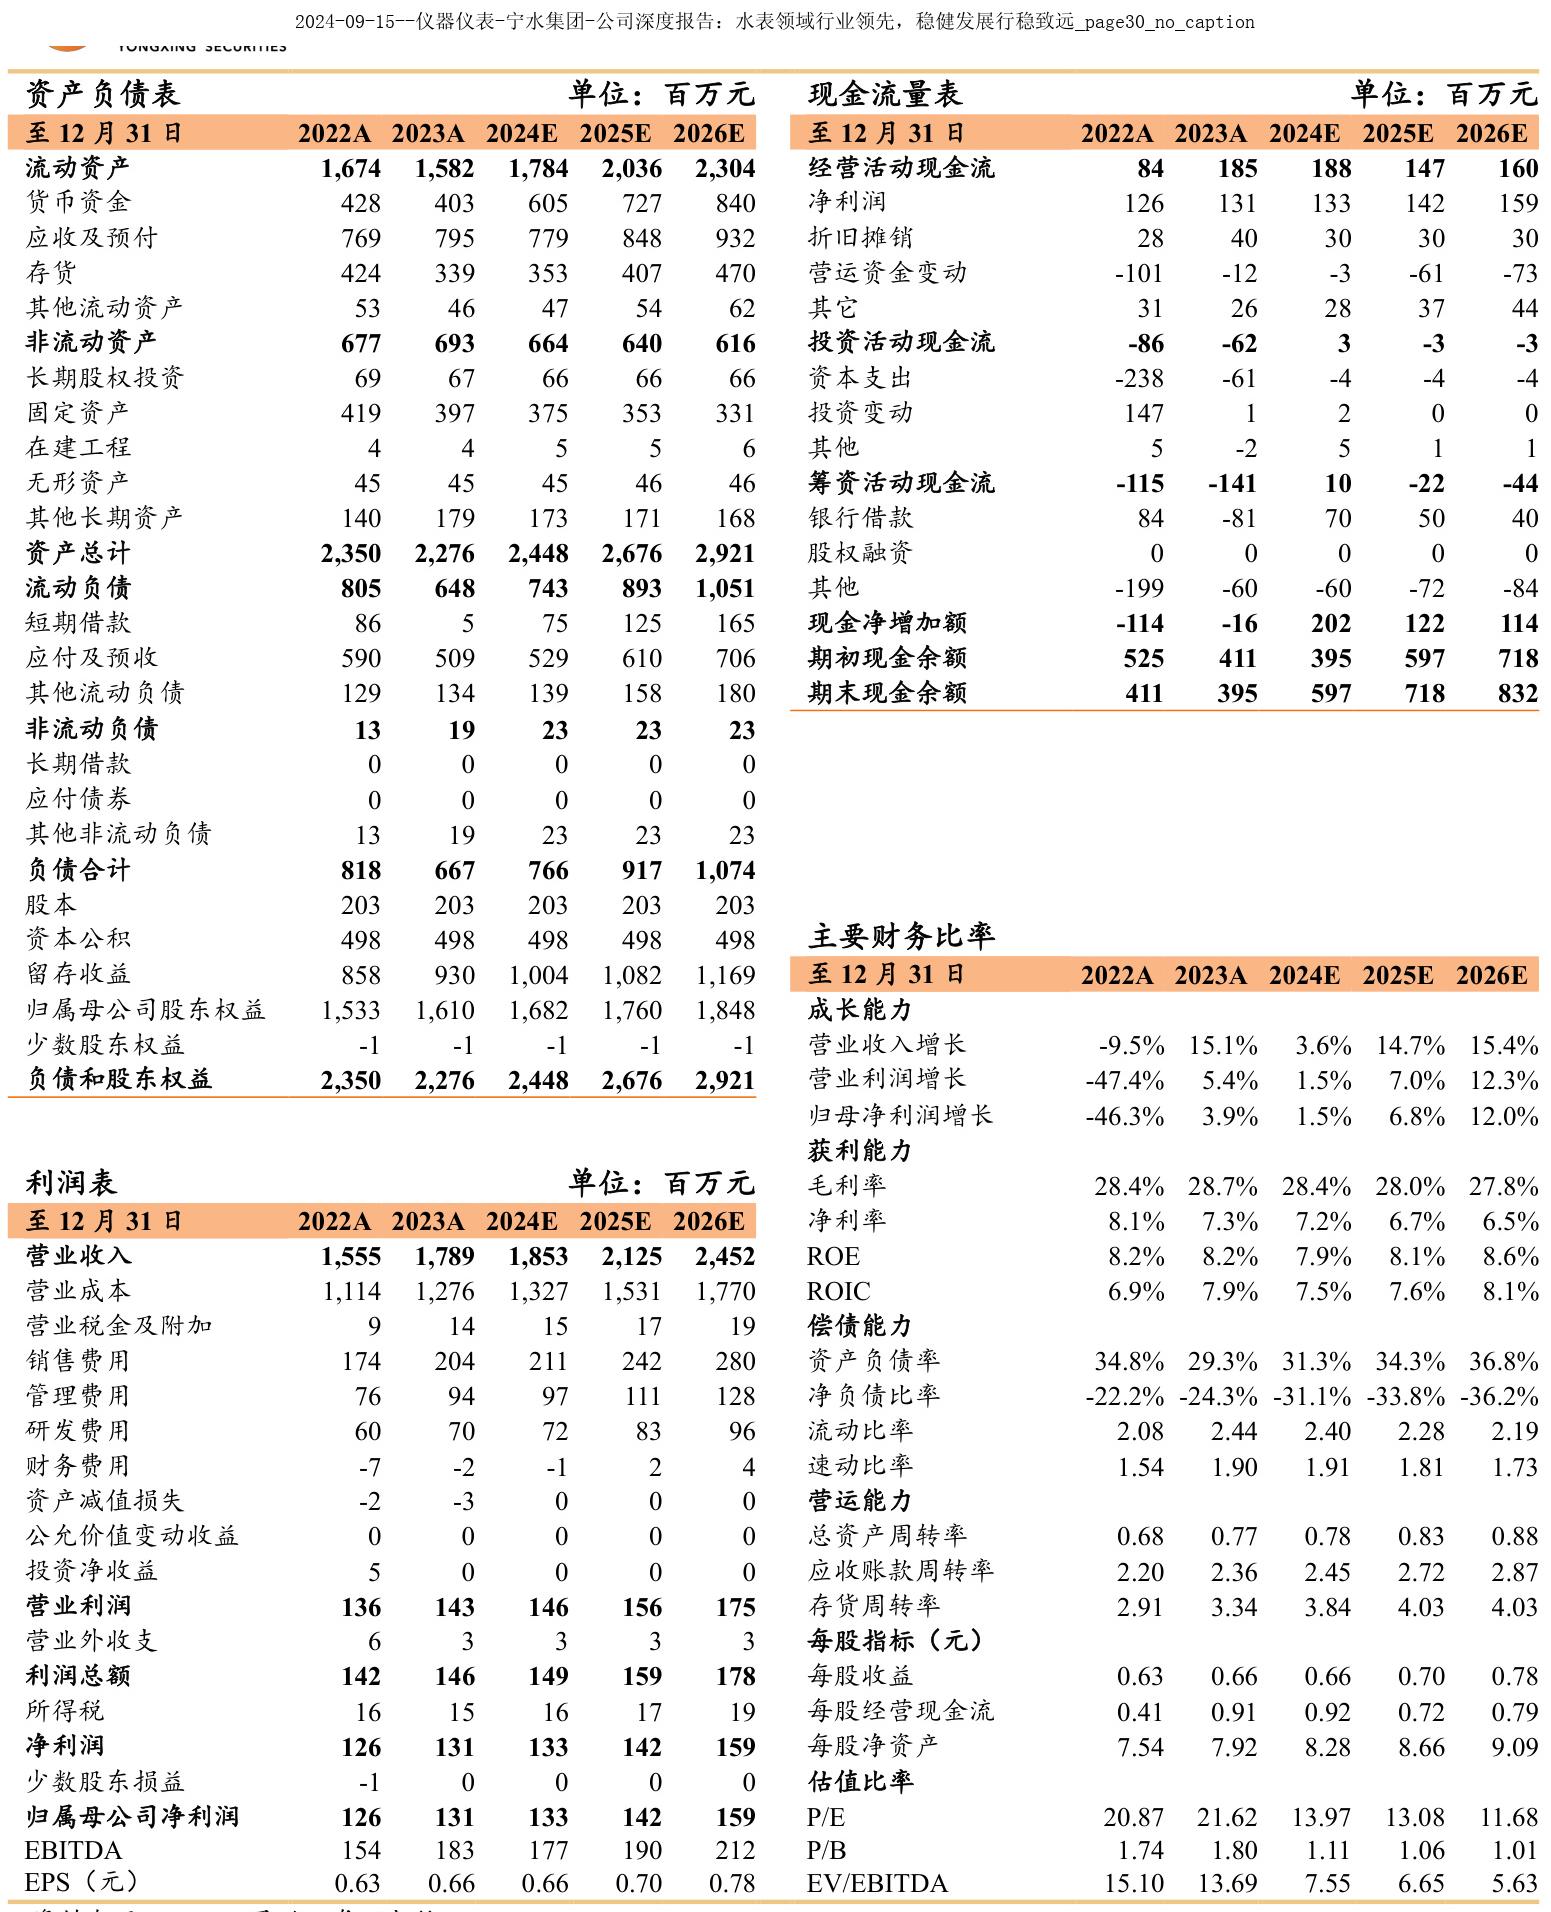 2024-09-15--仪器仪表-宁水集团-公司深度报告：水表领域行业领先，稳健发展行稳致远_page30_no_caption
YONGXING SECURITIES
资产负债表 单位：百万元
至 12 月 31 日 2022A 2023A 2024E 2025E 2026E
流动资产 1,674 1,582 1,784 2,036 2,304
货币资金 428 403 605 727 840
应收及预付 769 795 779 848 932
存货 424 339 353 407 470
其他流动资产 53 46 47 54 62
非流动资产 677 693 664 640 616
长期股权投资 69 67 66 66 66
固定资产 419 397 375 353 331
在建工程 4 4 5 5 6
无形资产 45 45 45 46 46
其他长期资产 140 179 173 171 168
资产总计 2,350 2,276 2,448 2,676 2,921
流动负债 805 648 743 893 1,051
短期借款 86 5 75 125 165
应付及预收 590 509 529 610 706
其他流动负债 129 134 139 158 180
非流动负债 13 19 23 23 23
长期借款 0 0 0 0 0
应付债券 0 0 0 0 0
其他非流动负债 13 19 23 23 23
负债合计 818 667 766 917 1,074
股本 203 203 203 203 203
资本公积 498 498 498 498 498
留存收益 858 930 1,004 1,082 1,169
归属母公司股东权益 1,533 1,610 1,682 1,760 1,848
少数股东权益 -1 -1 -1 -1 -1
负债和股东权益 2,350 2,276 2,448 2,676 2,921
利润表 单位：百万元
至 12 月 31 日 2022A 2023A 2024E 2025E 2026E
营业收入 1,555 1,789 1,853 2,125 2,452
营业成本 1,114 1,276 1,327 1,531 1,770
营业税金及附加 9 14 15 17 19
销售费用 174 204 211 242 280
管理费用 76 94 97 111 128
研发费用 60 70 72 83 96
财务费用 -7 -2 -1 2 4
资产减值损失 -2 -3 0 0 0
公允价值变动收益 0 0 0 0 0
投资净收益 5 0 0 0 0
营业利润 136 143 146 156 175
营业外收支 6 3 3 3 3
利润总额 142 146 149 159 178
所得税 16 15 16 17 19
净利润 126 131 133 142 159
少数股东损益 -1 0 0 0 0
归属母公司净利润 126 131 133 142 159
EBITDA 154 183 177 190 212
EPS（元） 0.63 0.66 0.66 0.70 0.78
现金流量表 单位：百万元
至 12 月 31 日 2022A 2023A 2024E 2025E 2026E
经营活动现金流 84 185 188 147 160
净利润 126 131 133 142 159
折旧摊销 28 40 30 30 30
营运资金变动 -101 -12 -3 -61 -73
其它 31 26 28 37 44
投资活动现金流 -86 -62 3 -3 -3
资本支出 -238 -61 -4 -4 -4
投资变动 147 1 2 0 0
其他 5 -2 5 1 1
筹资活动现金流 -115 -141 10 -22 -44
银行借款 84 -81 70 50 40
股权融资 0 0 0 0 0
其他 -199 -60 -60 -72 -84
现金净增加额 -114 -16 202 122 114
期初现金余额 525 411 395 597 718
期末现金余额 411 395 597 718 832
主要财务比率
至 12 月 31 日 2022A 2023A 2024E 2025E 2026E
成长能力
营业收入增长 -9.5% 15.1% 3.6% 14.7% 15.4%
营业利润增长 -47.4% 5.4% 1.5% 7.0% 12.3%
归母净利润增长 -46.3% 3.9% 1.5% 6.8% 12.0%
获利能力
毛利率 28.4% 28.7% 28.4% 28.0% 27.8%
净利率 8.1% 7.3% 7.2% 6.7% 6.5%
ROE 8.2% 8.2% 7.9% 8.1% 8.6%
ROIC 6.9% 7.9% 7.5% 7.6% 8.1%
偿债能力
资产负债率 34.8% 29.3% 31.3% 34.3% 36.8%
净负债比率 -22.2% -24.3% -31.1% -33.8% -36.2%
流动比率 2.08 2.44 2.40 2.28 2.19
速动比率 1.54 1.90 1.91 1.81 1.73
营运能力
总资产周转率 0.68 0.77 0.78 0.83 0.88
应收账款周转率 2.20 2.36 2.45 2.72 2.87
存货周转率 2.91 3.34 3.84 4.03 4.03
每股指标（元）
每股收益 0.63 0.66 0.66 0.70 0.78
每股经营现金流 0.41 0.91 0.92 0.72 0.79
每股净资产 7.54 7.92 8.28 8.66 9.09
估值比率
P/E 20.87 21.62 13.97 13.08 11.68
P/B 1.74 1.80 1.11 1.06 1.01
EV/EBITDA 15.10 13.69 7.55 6.65 5.63